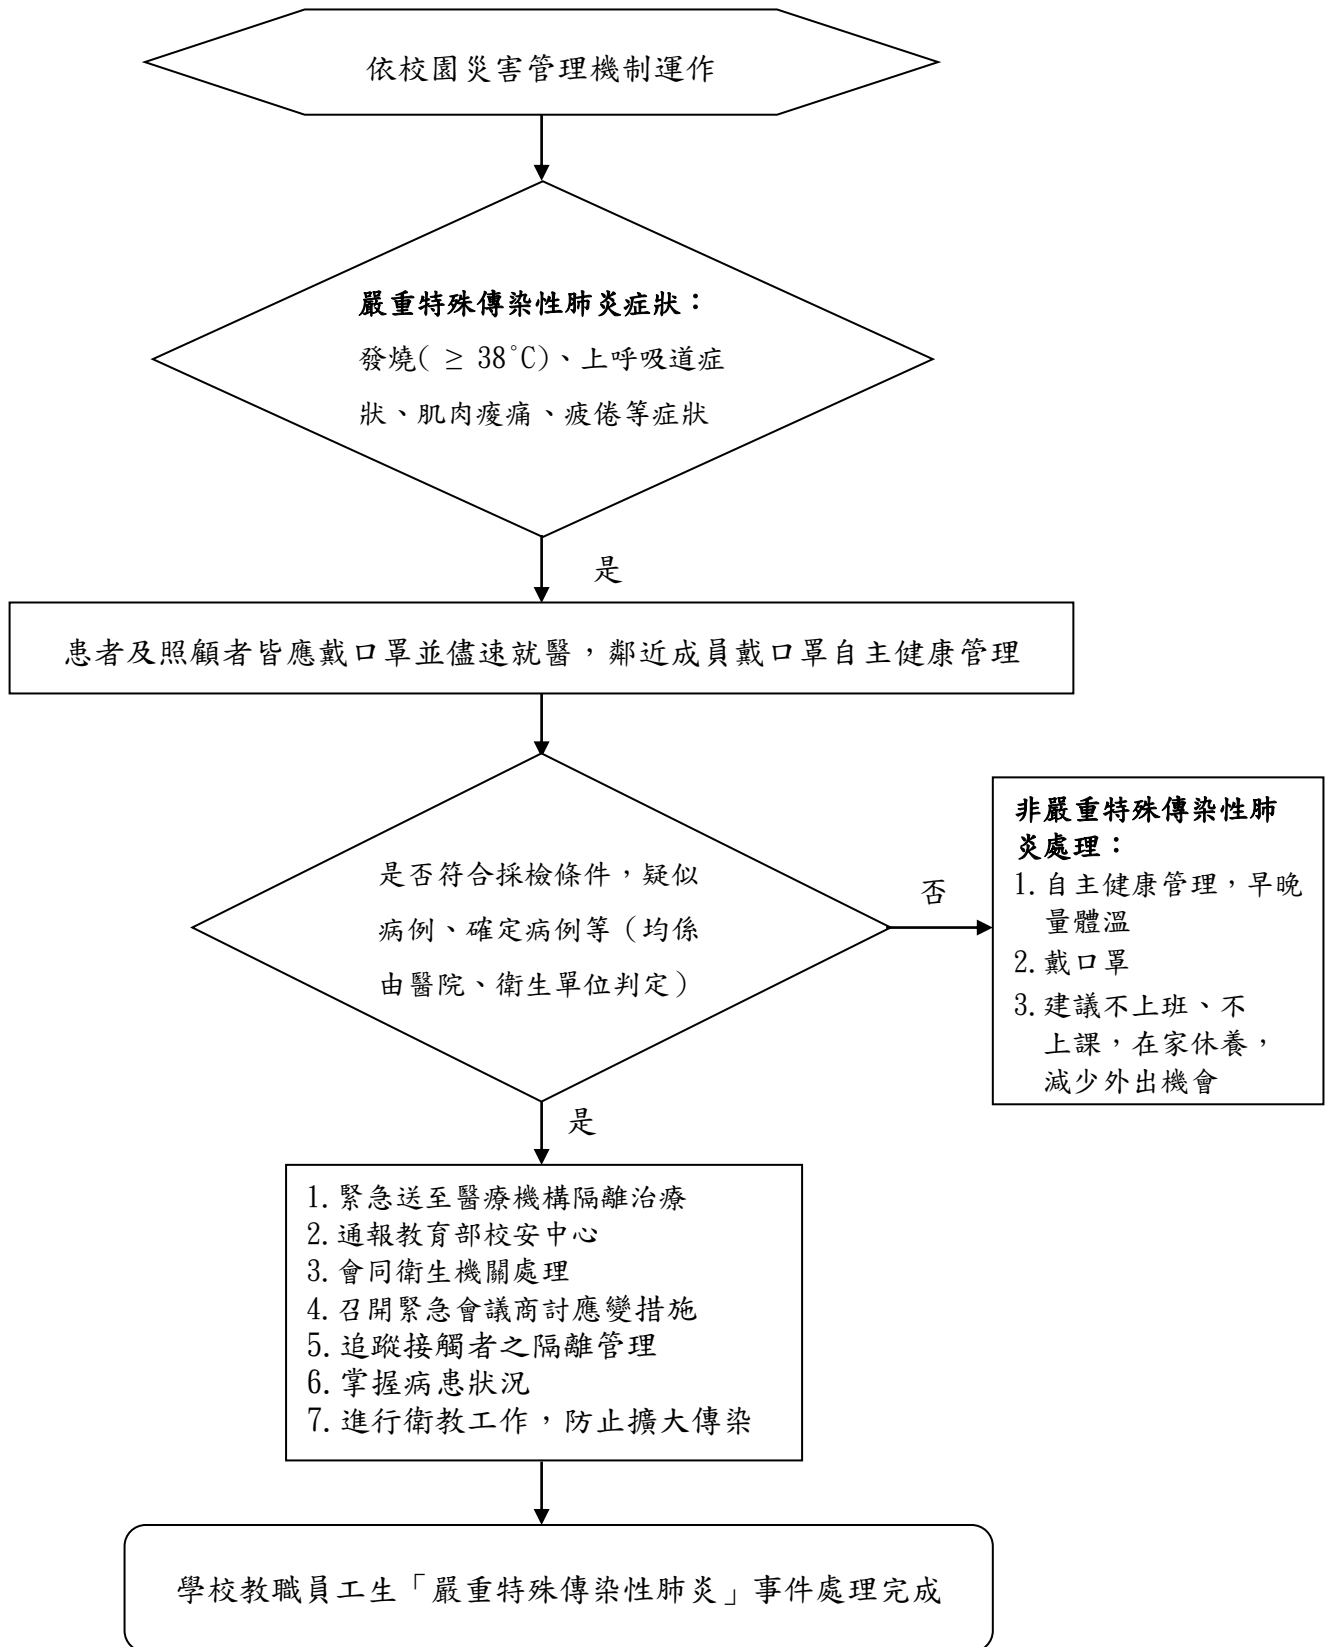 依校園災害管理機制運作
嚴重特殊傳染性肺炎症狀：
發燒( ≥ 38°C)、上呼吸道症
狀、肌肉痠痛、疲倦等症狀
是
患者及照顧者皆應戴口罩並儘速就醫，鄰近成員戴口罩自主健康管理
是否符合採檢條件，疑似
病例、確定病例等（均係
由醫院、衛生單位判定）
否
非嚴重特殊傳染性肺
炎處理：
1. 自主健康管理，早晚
量體溫
2. 戴口罩
3. 建議不上班、不
上課，在家休養，
減少外出機會
是
1. 緊急送至醫療機構隔離治療
2. 通報教育部校安中心
3. 會同衛生機關處理
4. 召開緊急會議商討應變措施
5. 追蹤接觸者之隔離管理
6. 掌握病患狀況
7. 進行衛教工作，防止擴大傳染
學校教職員工生「嚴重特殊傳染性肺炎」事件處理完成